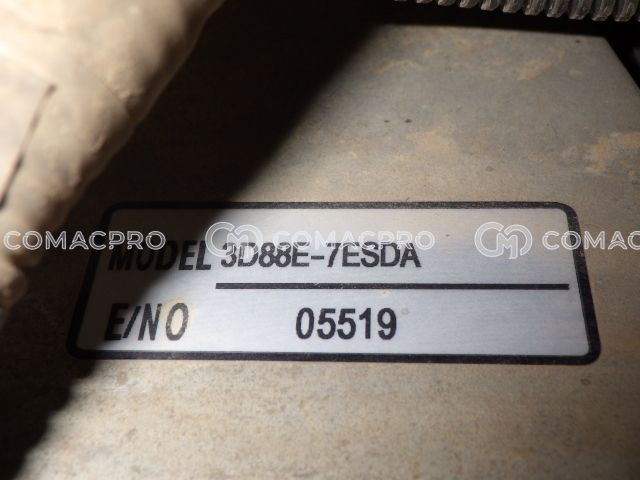 COMACPRO COMACPRO COMACPRO
MODEL 3D88E-7ESDA
E/NO 05519